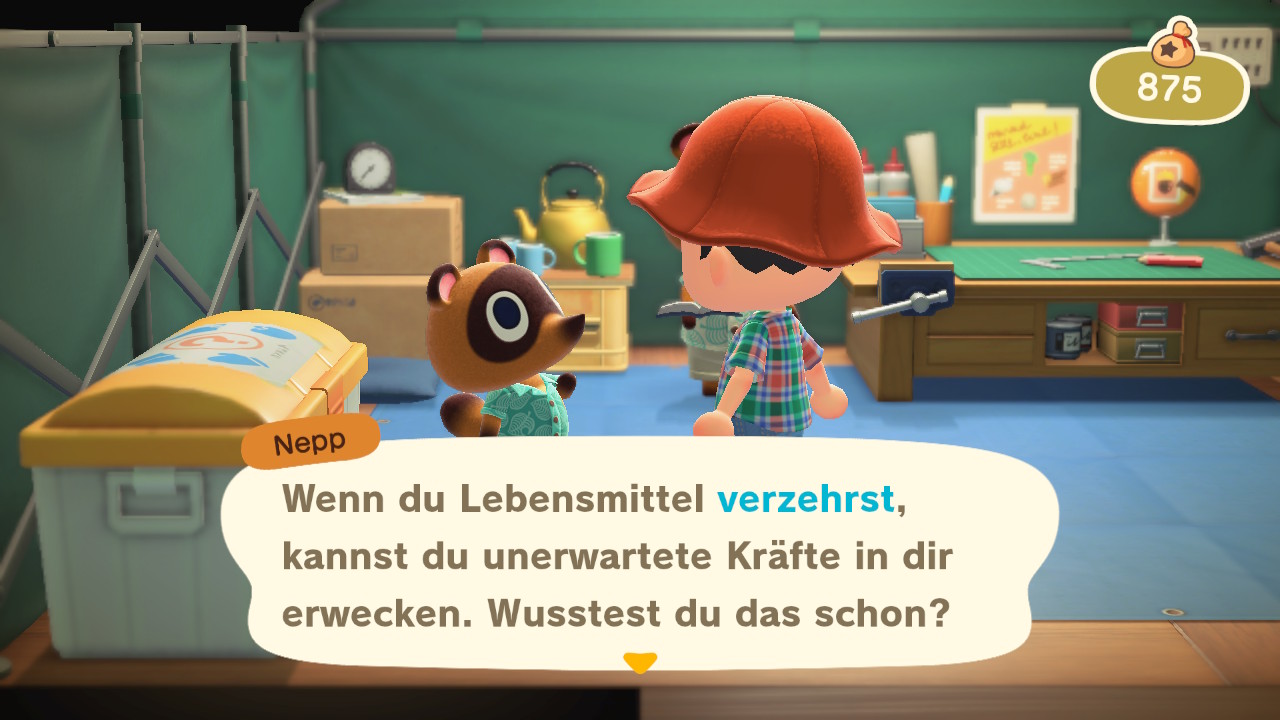 875
Nepp
Wenn du Lebensmittel verzehrst,
kannst du unerwartete Kräfte in dir
erwecken. Wusstest du das schon?